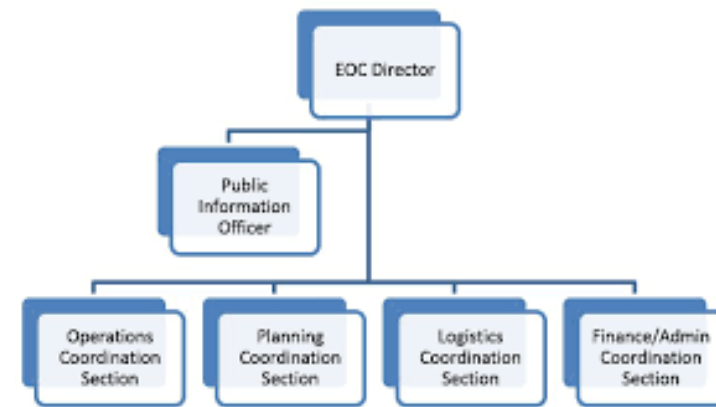 EOC Director
Public
Information
Officer
Operations
Coordination
Section
Planning
Coordination
Section
Logistics
Coordination
Section
Finance/Admin
Coordination
Section